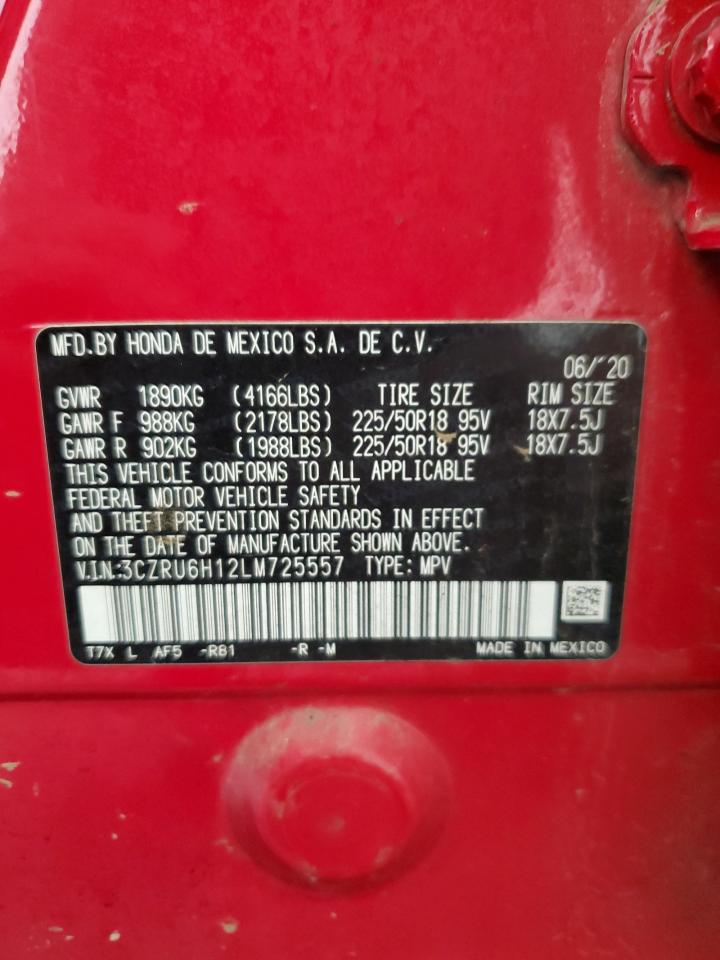 MFD.BY HONDA DE MEXICO S.A. DE C.V.
06/'20
GVWR 1890KG (4166LBS) TIRE SIZE RIM SIZE
GAWR F 988KG (2178LBS) 225/50R18 95V 18X7.5J
GAWR R 902KG (1988LBS) 225/50R18 95V 18X7.5J
THIS VEHICLE CONFORMS TO ALL APPLICABLE
FEDERAL MOTOR VEHICLE SAFETY
AND THEFT PREVENTION STANDARDS IN EFFECT
ON THE DATE OF MANUFACTURE SHOWN ABOVE.
V.I.N:3CZRU6H12LM725557 TYPE: MPV
T7X L AF5 -R81 -R -M MADE IN MEXICO